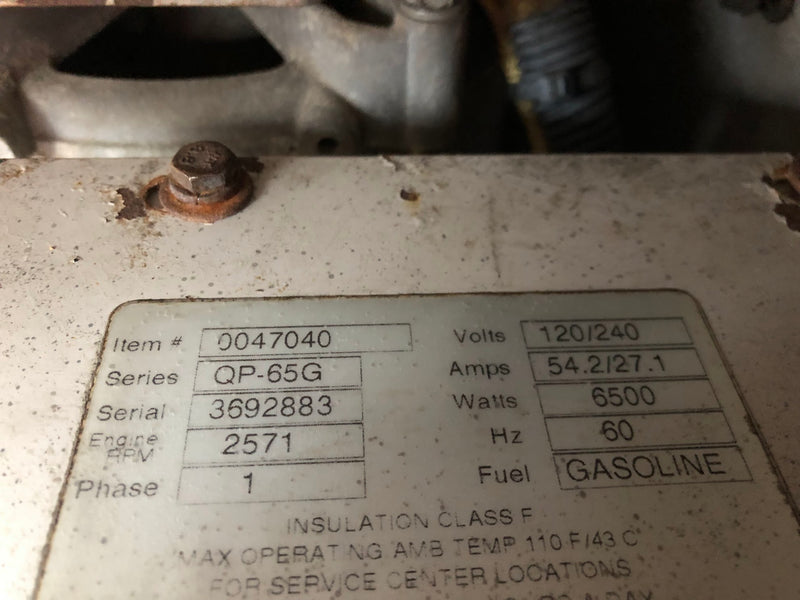 Item # 0047040 Volts 120/240
Series QP-65G Amps 54.2/27.1
Serial 3692883 Watts 6500
Engine RPM 2571 Hz 60
Phase 1 Fuel GASOLINE
INSULATION CLASS F
MAX OPERATING AMB TEMP 110 F/43 C
FOR SERVICE CENTER LOCATIONS
A DAY